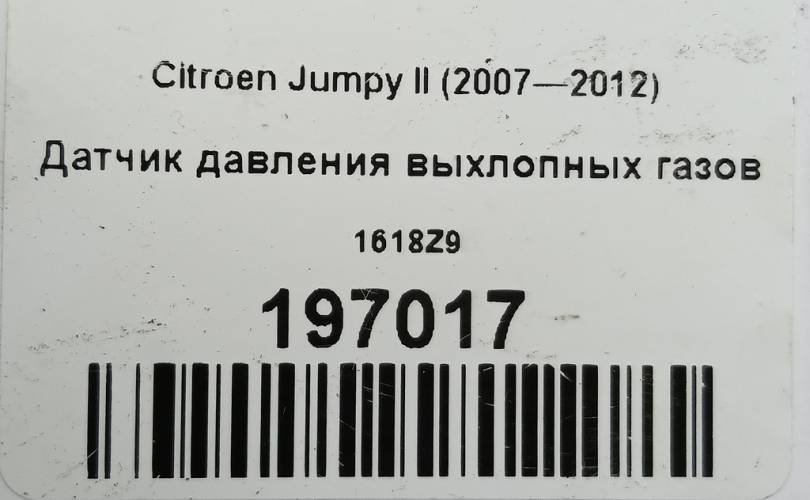 Citroen Jumpy II (2007—2012)
Датчик давления выхлопных газов
1618Z9
197017